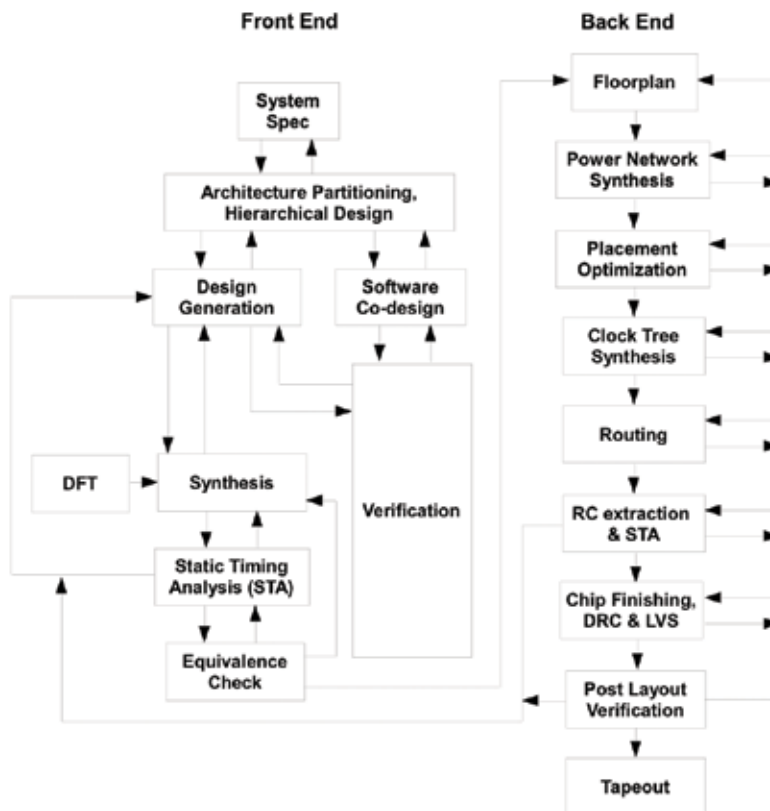 Front End
Back End
System
Spec
Architecture Partitioning,
Hierarchical Design
Design
Generation
Software
Co-design
DFT
Synthesis
Verification
Static Timing
Analysis (STA)
Equivalence
Check
Floorplan
Power Network
Synthesis
Placement
Optimization
Clock Tree
Synthesis
Routing
RC extraction
& STA
Chip Finishing,
DRC & LVS
Post Layout
Verification
Tapeout